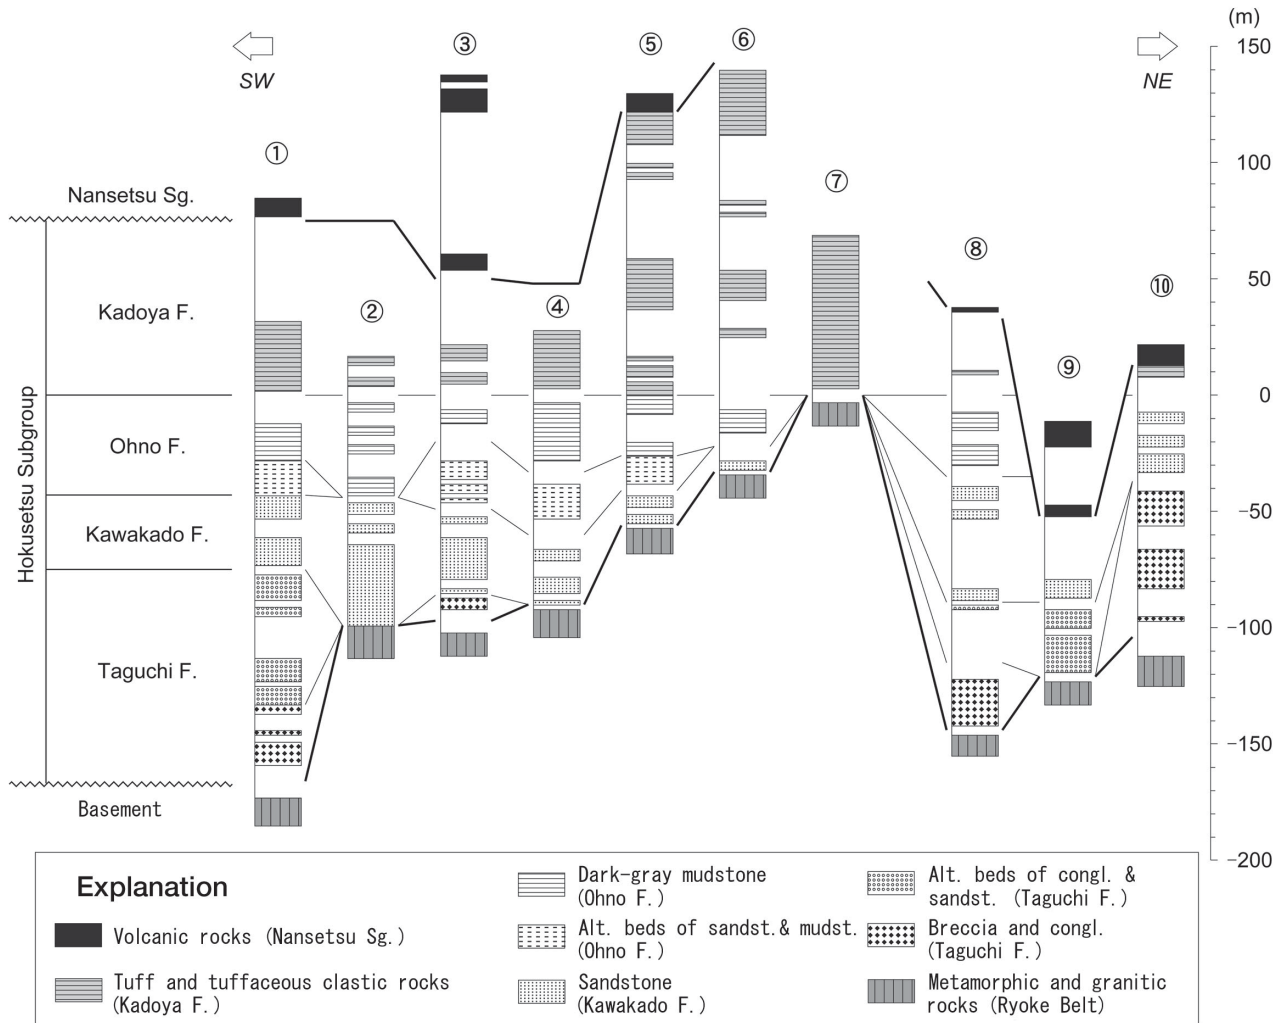 (m)
SW
NE
①
②
③
④
⑤
⑥
⑦
⑧
⑨
⑩
150
100
50
0
−50
−100
−150
−200
Nansetsu Sg.
Kadoya F.
Ohno F.
Kawakado F.
Taguchi F.
Basement
Hokusetsu Subgroup
Explanation
Volcanic rocks (Nansetsu Sg.)
Tuff and tuffaceous clastic rocks
(Kadoya F.)
Dark-gray mudstone
(Ohno F.)
Alt. beds of sandst.& mudst.
(Ohno F.)
Sandstone
(Kawakado F.)
Alt. beds of congl. &
sandst. (Taguchi F.)
Breccia and congl.
(Taguchi F.)
Metamorphic and granitic
rocks (Ryoke Belt)